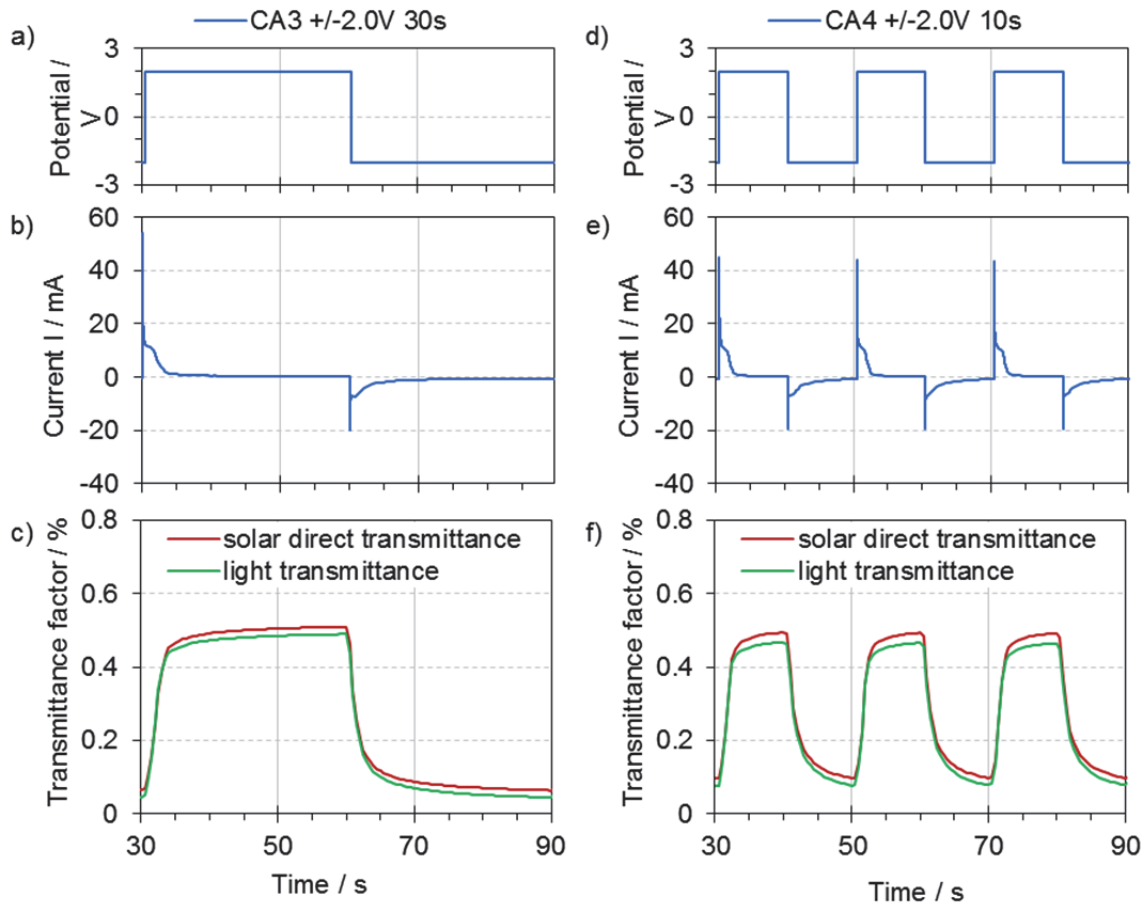 a)
CA3 +/-2.0V 30s
Potential / V
3
0
-3
b)
Current I / mA
60
40
20
0
-20
-40
c)
Transmittance factor / %
0.8
0.6
0.4
0.2
0
solar direct transmittance
light transmittance
30
50
70
90
Time / s
d)
CA4 +/-2.0V 10s
Potential / V
3
0
-3
e)
Current I / mA
60
40
20
0
-20
-40
f)
Transmittance factor / %
0.8
0.6
0.4
0.2
0
solar direct transmittance
light transmittance
30
50
70
90
Time / s